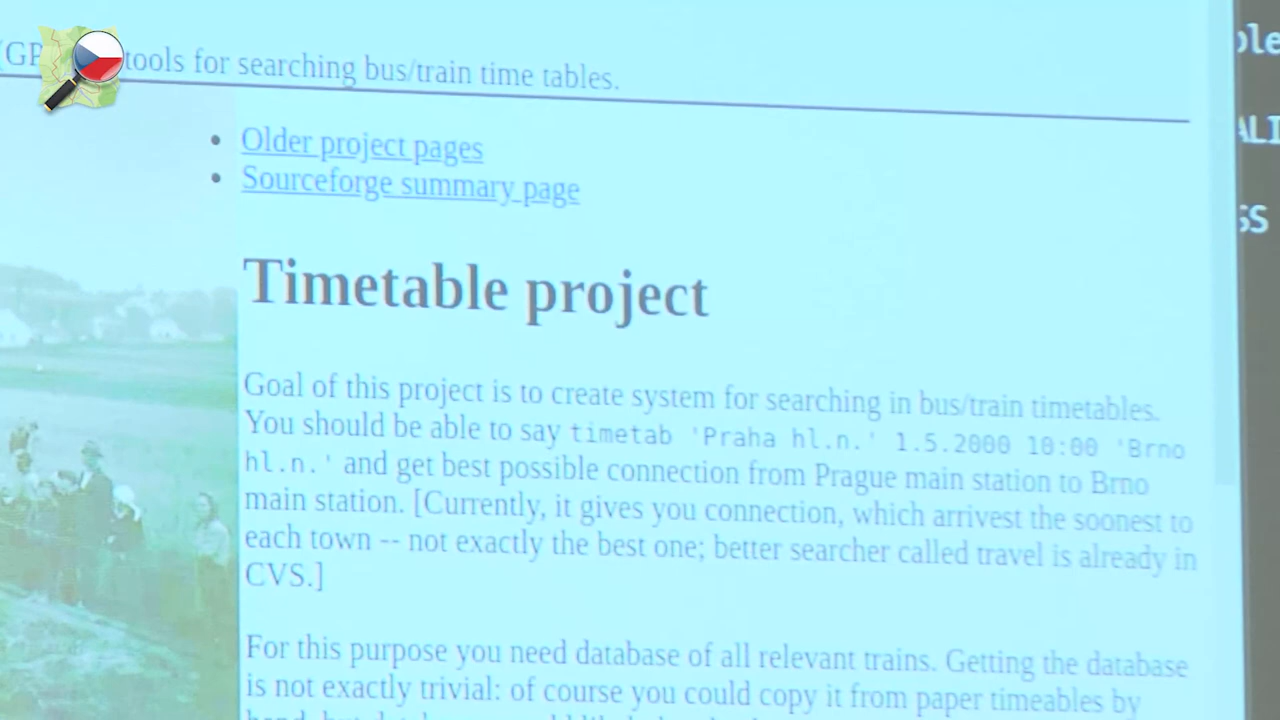 (GP tools for searching bus/train time tables.
Older project pages
Sourceforge summary page
Timetable project
Goal of this project is to create system for searching in bus/train timetables.
You should be able to say timetab 'Praha hl.n.' 1.5.2000 10:00 'Brno
hl.n.' and get best possible connection from Prague main station to Brno
main station. [Currently, it gives you connection, which arrivest the soonest to
each town -- not exactly the best one; better searcher called travel is already in
CVS.]
For this purpose you need database of all relevant trains. Getting the database
is not exactly trivial: of course you could copy it from paper timeables by
ple
ALI
SS